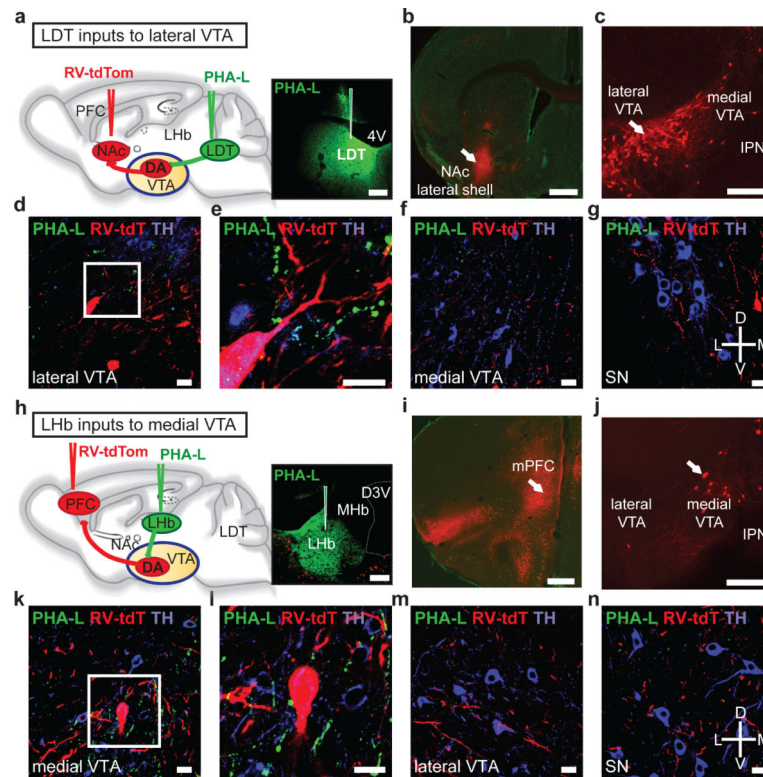 a
LDT inputs to lateral VTA
RV-tdTom
PHA-L
PFC
LHb
NAc
LDT
DA
VTA
PHA-L
4V
LDT
b
NAc
lateral shell
c
lateral
VTA
medial
VTA
IPN
d
PHA-L RV-tdT TH
lateral VTA
e
PHA-L RV-tdT TH
f
PHA-L RV-tdT TH
medial VTA
g
PHA-L RV-tdT TH
D
L
M
V
SN
h
LHb inputs to medial VTA
RV-tdTom
PHA-L
PFC
LHb
NAc
LDT
VTA
DA
PHA-L
D3V
MHb
LHb
i
mPFC
j
lateral
VTA
medial
VTA
IPN
k
PHA-L RV-tdT TH
medial VTA
l
PHA-L RV-tdT TH
m
PHA-L RV-tdT TH
lateral VTA
n
PHA-L RV-tdT TH
D
L
M
V
SN